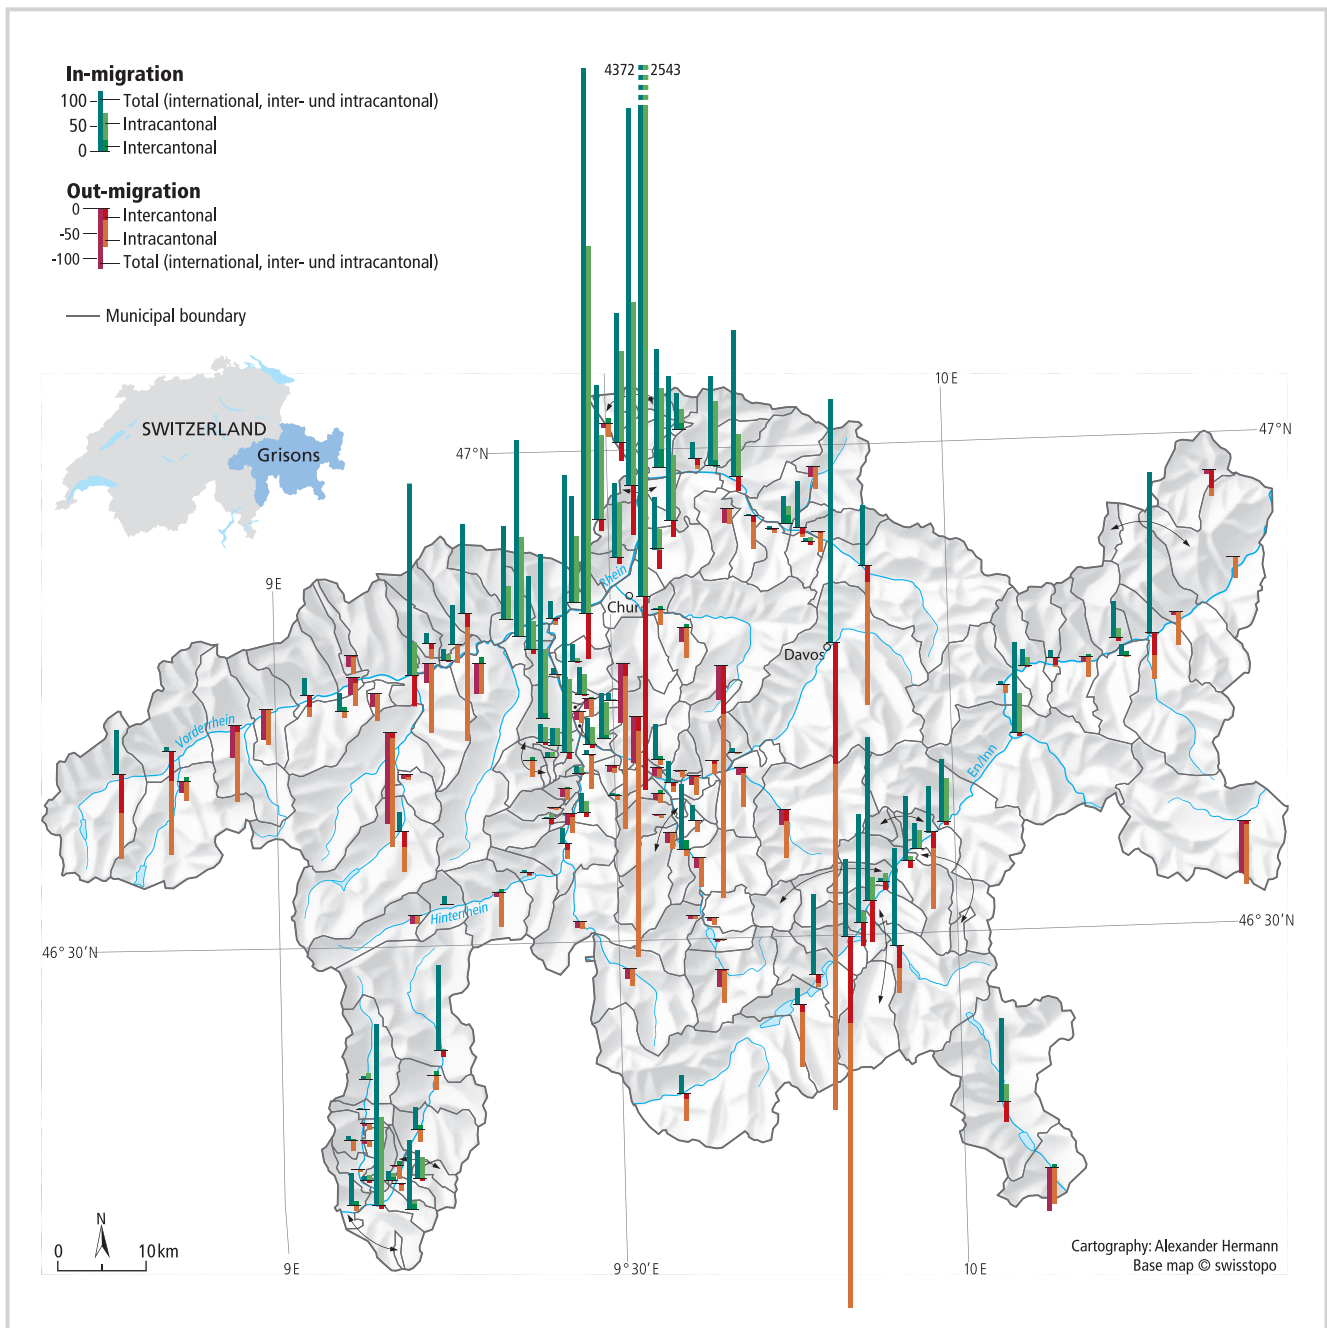 In-migration
100
Total (international, inter- und intracantonal)
50
Intracantonal
0
Intercantonal
Out-migration
0
Intercantonal
-50
Intracantonal
-100
Total (international, inter- und intracantonal)
Municipal boundary
4372 2543
SWITZERLAND
Grisons
10 E
47°N
47°N
9E
Rhein
Chur
Davos
Vorderrhein
En/Inn
Hinterrhein
46° 30'N
46° 30'N
N
0 10 km
9E
9° 30'E
10 E
Cartography: Alexander Hermann
Base map © swisstopo